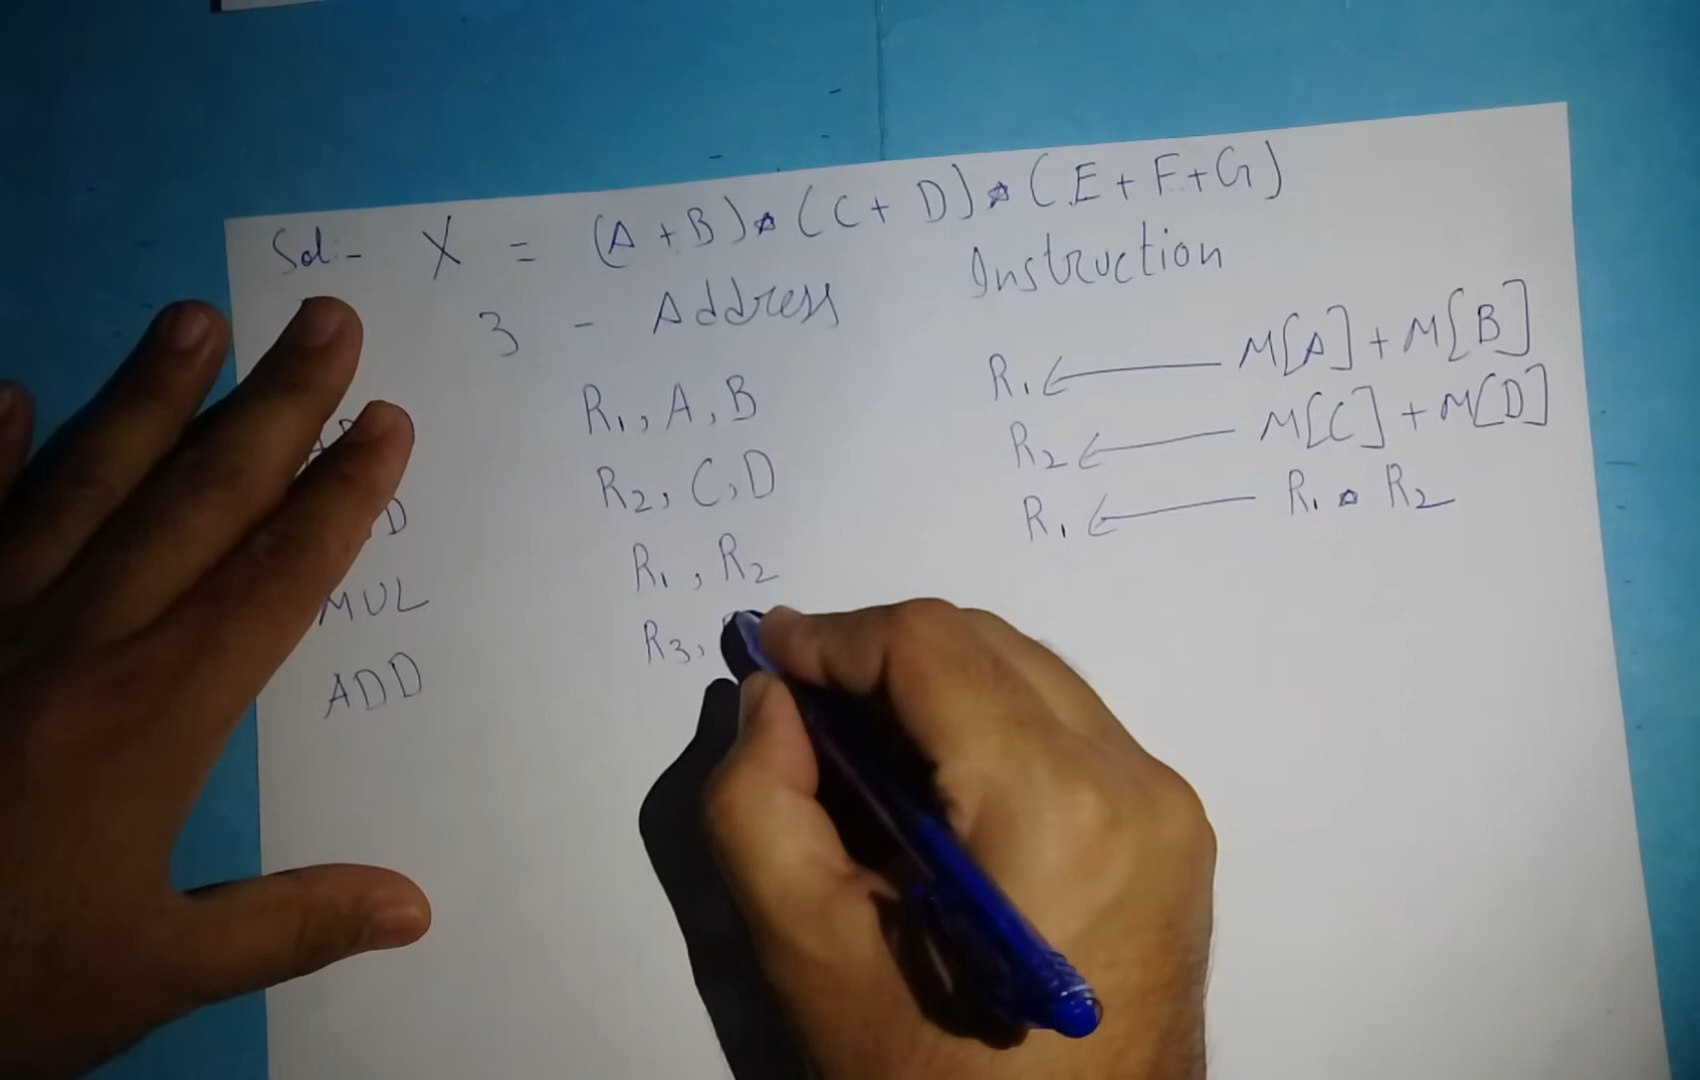 Sol:- X = (A + B) * (C + D) * (E + F + G)
3 - Address Instruction
R1, A, B R1 ← M[A] + M[B]
R2, C, D R2 ← M[C] + M[D]
MUL R1, R2 R1 ← R1 * R2
ADD R3,